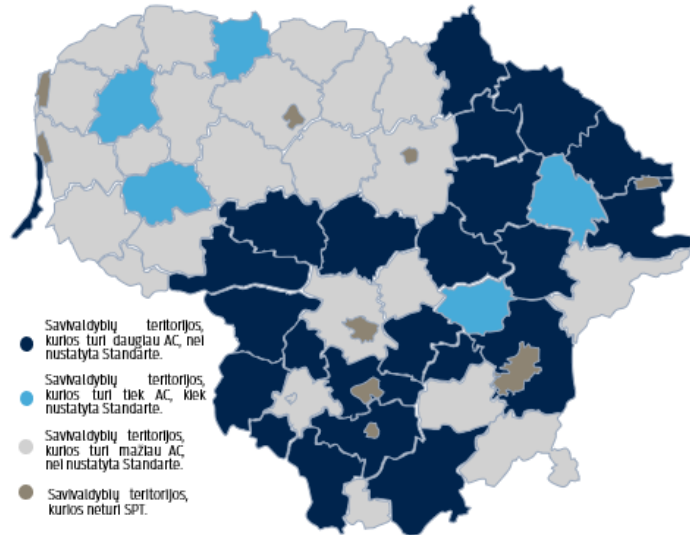 Savivaldybių teritorijos,
kurios turi daugiau AC, nei
nustatyta Standarte.
Savivaldybių teritorijos,
kurios turi tiek AC, kiek
nustatyta Standarte.
Savivaldybių teritorijos,
kurios turi mažiau AC,
nei nustatyta Standarte.
Savivaldybių teritorijos,
kurios neturi SPT.